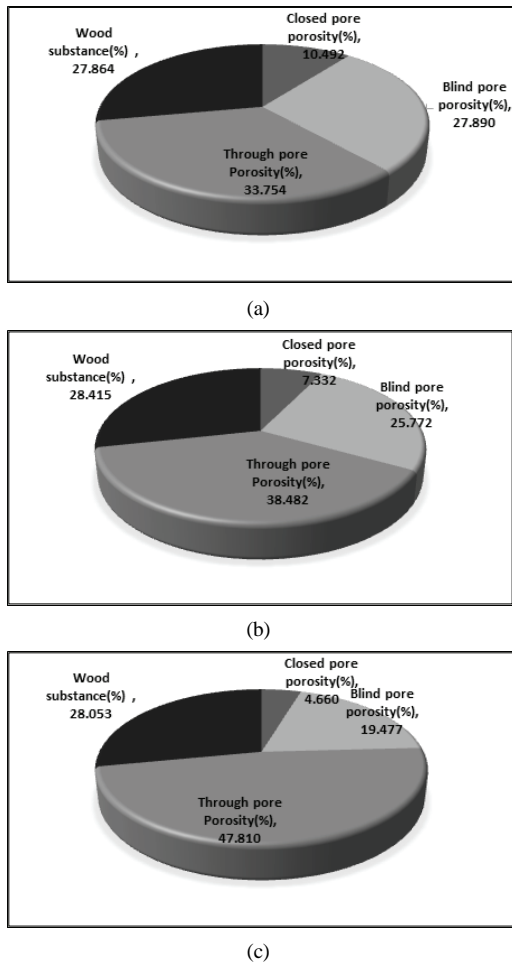 Wood
substance(%) ,
27.864
Closed pore
porosity(%),
10.492
Blind pore
porosity(%),
27.890
Through pore
Porosity(%),
33.754
(a)
Wood
substance(%) ,
28.415
Closed pore
porosity(%),
7.332
Blind pore
porosity(%),
25.772
Through pore
Porosity(%),
38.482
(b)
Wood
substance(%) ,
28.053
Closed pore
porosity(%),
4.660
Blind pore
porosity(%),
19.477
Through pore
Porosity(%),
47.810
(c)